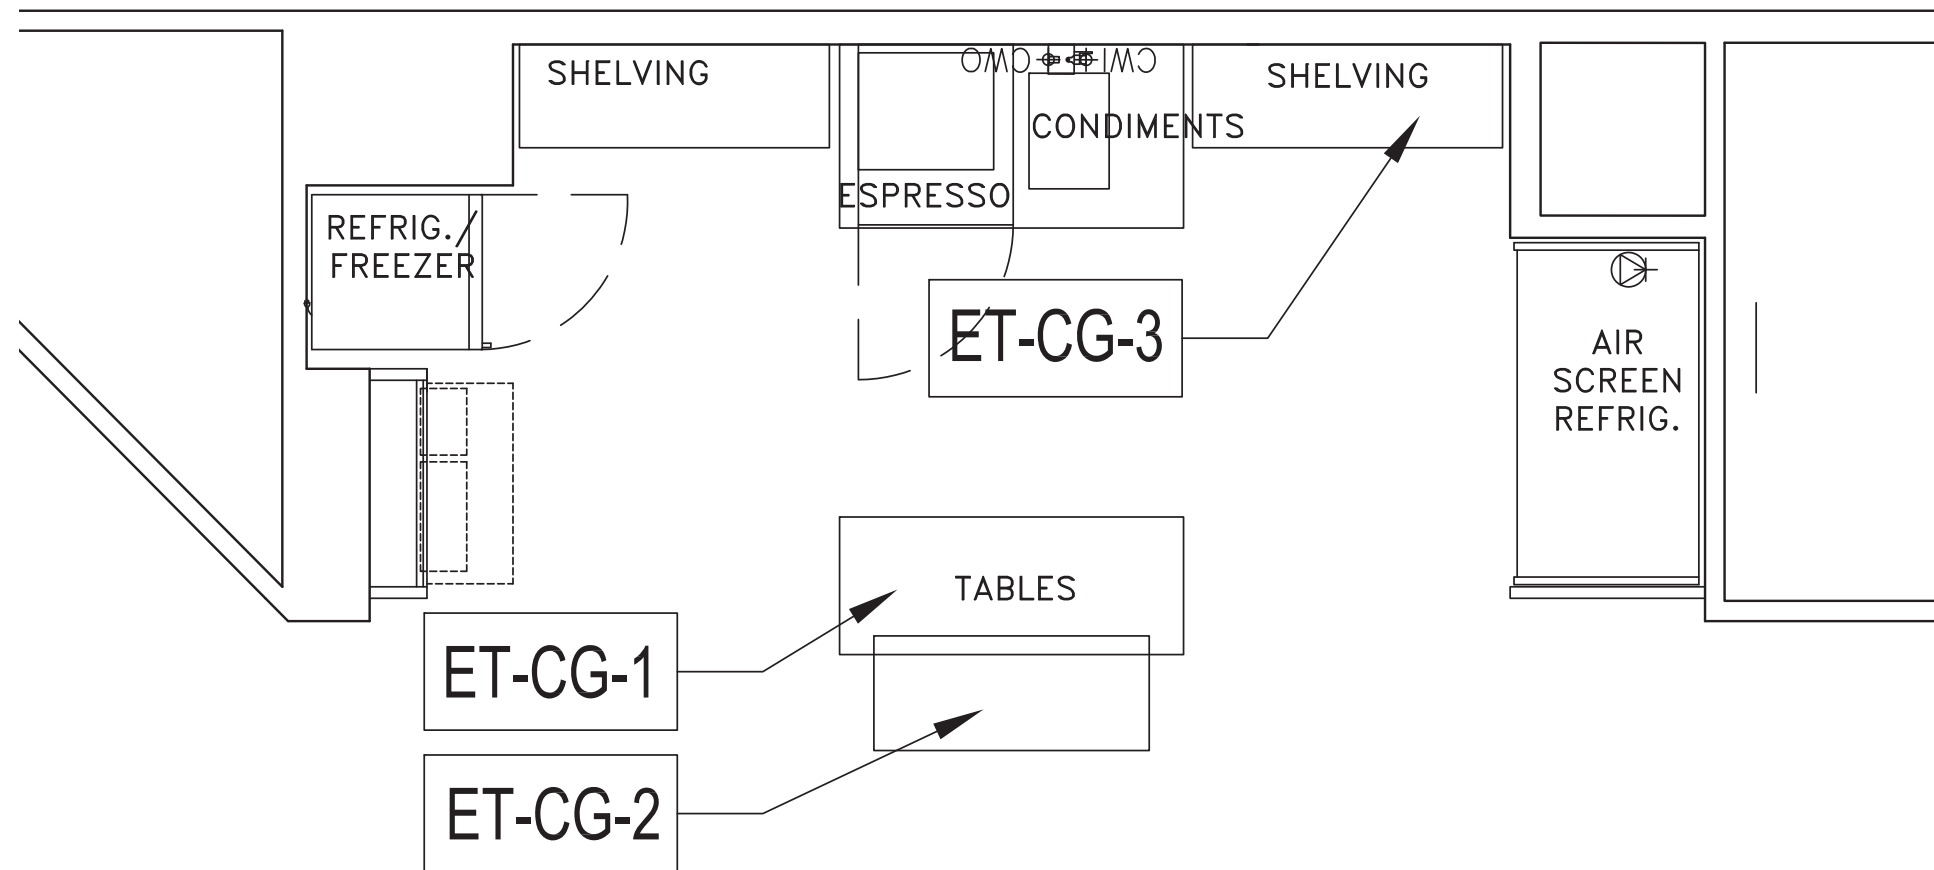 SHELVING
CWO
CWI
SHELVING
CONDIMENTS
ESPRESSO
REFRIG./
FREEZER
ET-CG-3
AIR
SCREEN
REFRIG.
TABLES
ET-CG-1
ET-CG-2